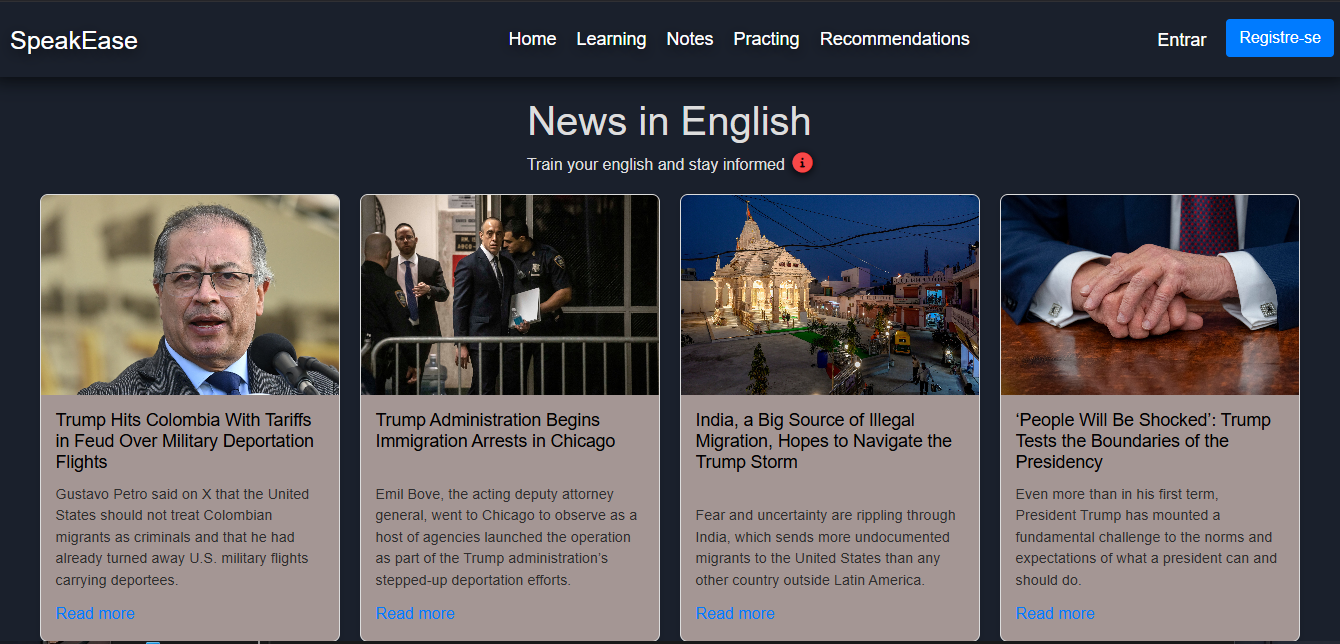 SpeakEase
Home Learning Notes Practing Recommendations
Entrar Registre-se
News in English
Train your english and stay informed
Trump Hits Colombia With Tariffs
in Feud Over Military Deportation
Flights
Gustavo Petro said on X that the United
States should not treat Colombian
migrants as criminals and that he had
already turned away U.S. military flights
carrying deportees.
Read more
Trump Administration Begins
Immigration Arrests in Chicago
Emil Bove, the acting deputy attorney
general, went to Chicago to observe as a
host of agencies launched the operation
as part of the Trump administration’s
stepped-up deportation efforts.
Read more
India, a Big Source of Illegal
Migration, Hopes to Navigate the
Trump Storm
Fear and uncertainty are rippling through
India, which sends more undocumented
migrants to the United States than any
other country outside Latin America.
Read more
‘People Will Be Shocked’: Trump
Tests the Boundaries of the
Presidency
Even more than in his first term,
President Trump has mounted a
fundamental challenge to the norms and
expectations of what a president can and
should do.
Read more